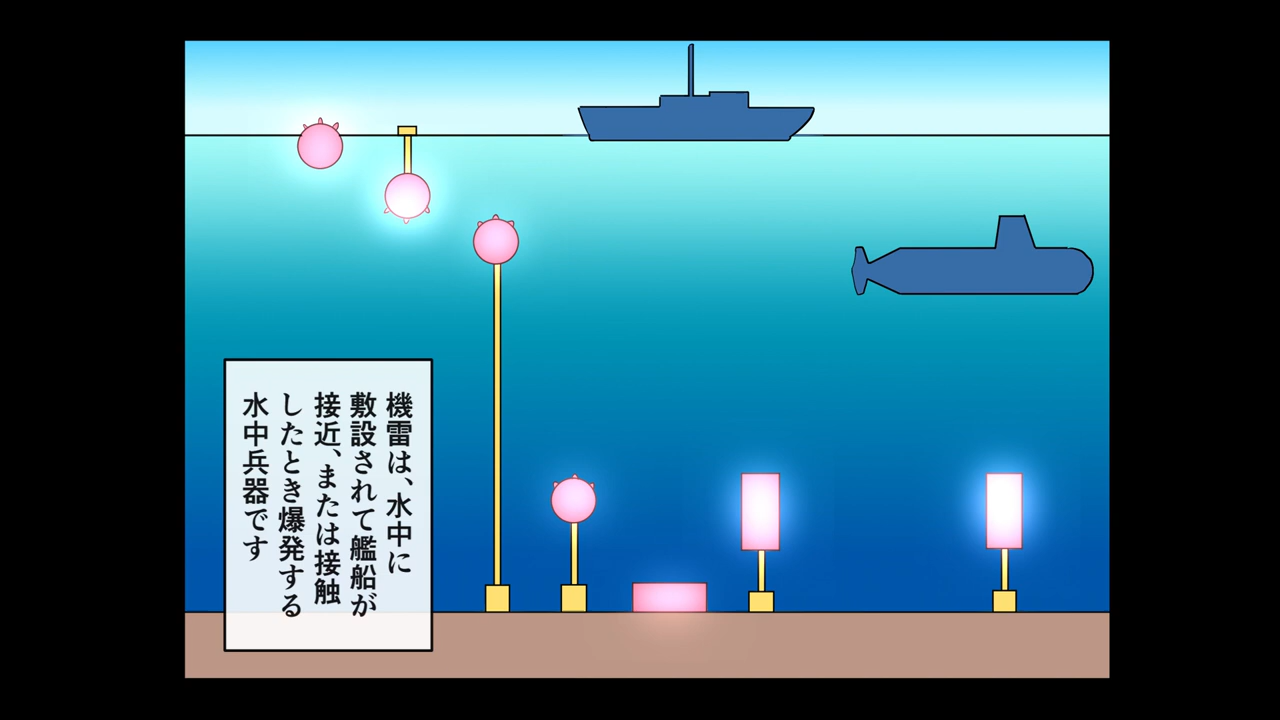 機雷は、水中に
敷設されて艦船が
接近、または接触
したとき爆発する
水中兵器です